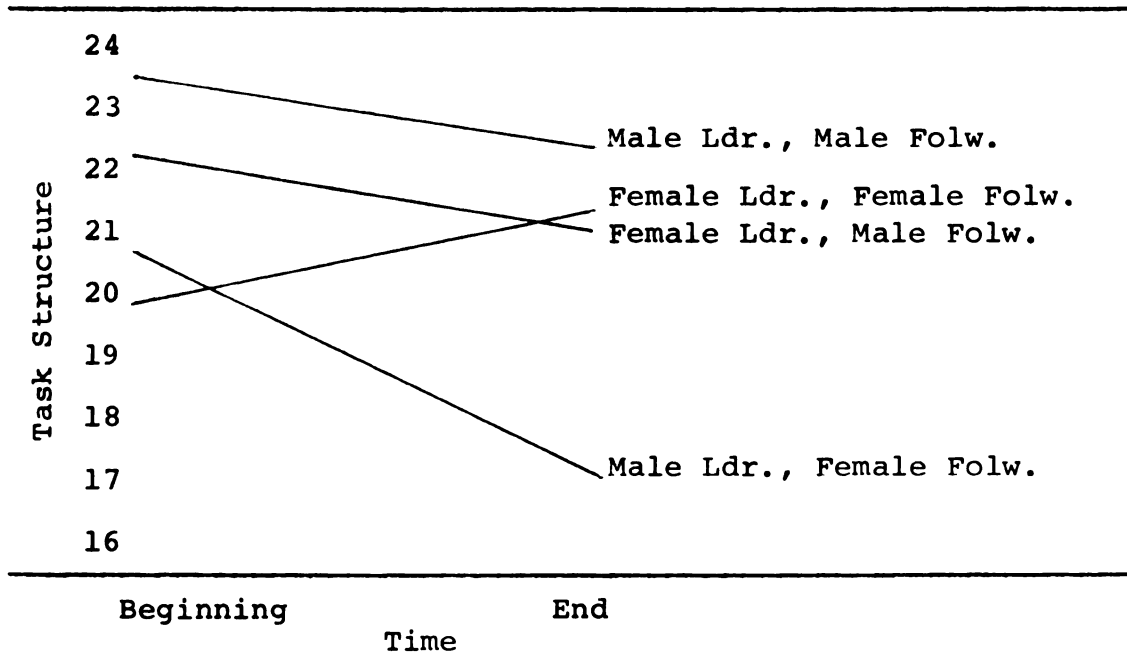 24
23
22
21
20
19
18
17
16
Task Structure
Male Ldr., Male Folw.
Female Ldr., Female Folw.
Female Ldr., Male Folw.
Male Ldr., Female Folw.
Beginning End
Time